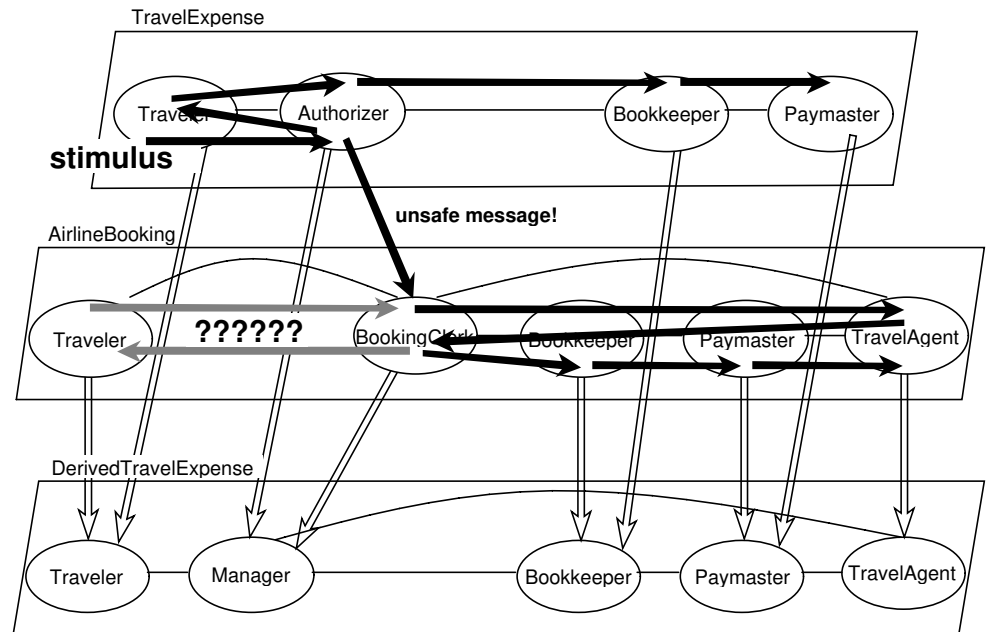 TravelExpense
Traveler
Authorizer
Bookkeeper
Paymaster
stimulus
unsafe message!
AirlineBooking
Traveler
??????
BookingClerk
Bookkeeper
Paymaster
TravelAgent
DerivedTravelExpense
Traveler
Manager
Bookkeeper
Paymaster
TravelAgent